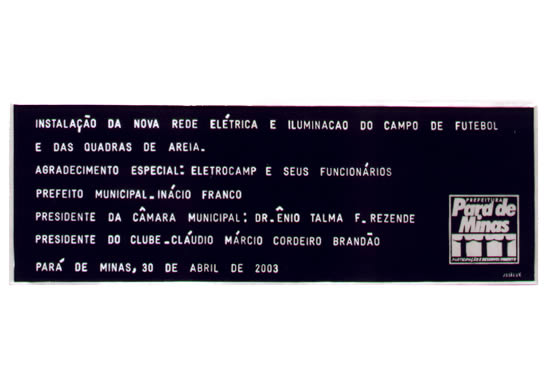 INSTALAÇÃO DA NOVA REDE ELÉTRICA E ILUMINACAO DO CAMPO DE FUTEBOL
E DAS QUADRAS DE AREIA.
AGRADECIMENTO ESPECIAL: ELETROCAMP E SEUS FUNCIONÁRIOS
PREFEITO MUNICIPAL-INÁCIO FRANCO
PRESIDENTE DA CÂMARA MUNICIPAL: DR.ÊNIO TALMA F.REZENDE
PRESIDENTE DO CLUBE-CLÁUDIO MÁRCIO CORDEIRO BRANDÃO
PARÁ DE MINAS, 30 DE ABRIL DE 2003
PREFEITURA
Pará de
Minas
PARTICIPAÇÃO E DESENVOLVIMENTO